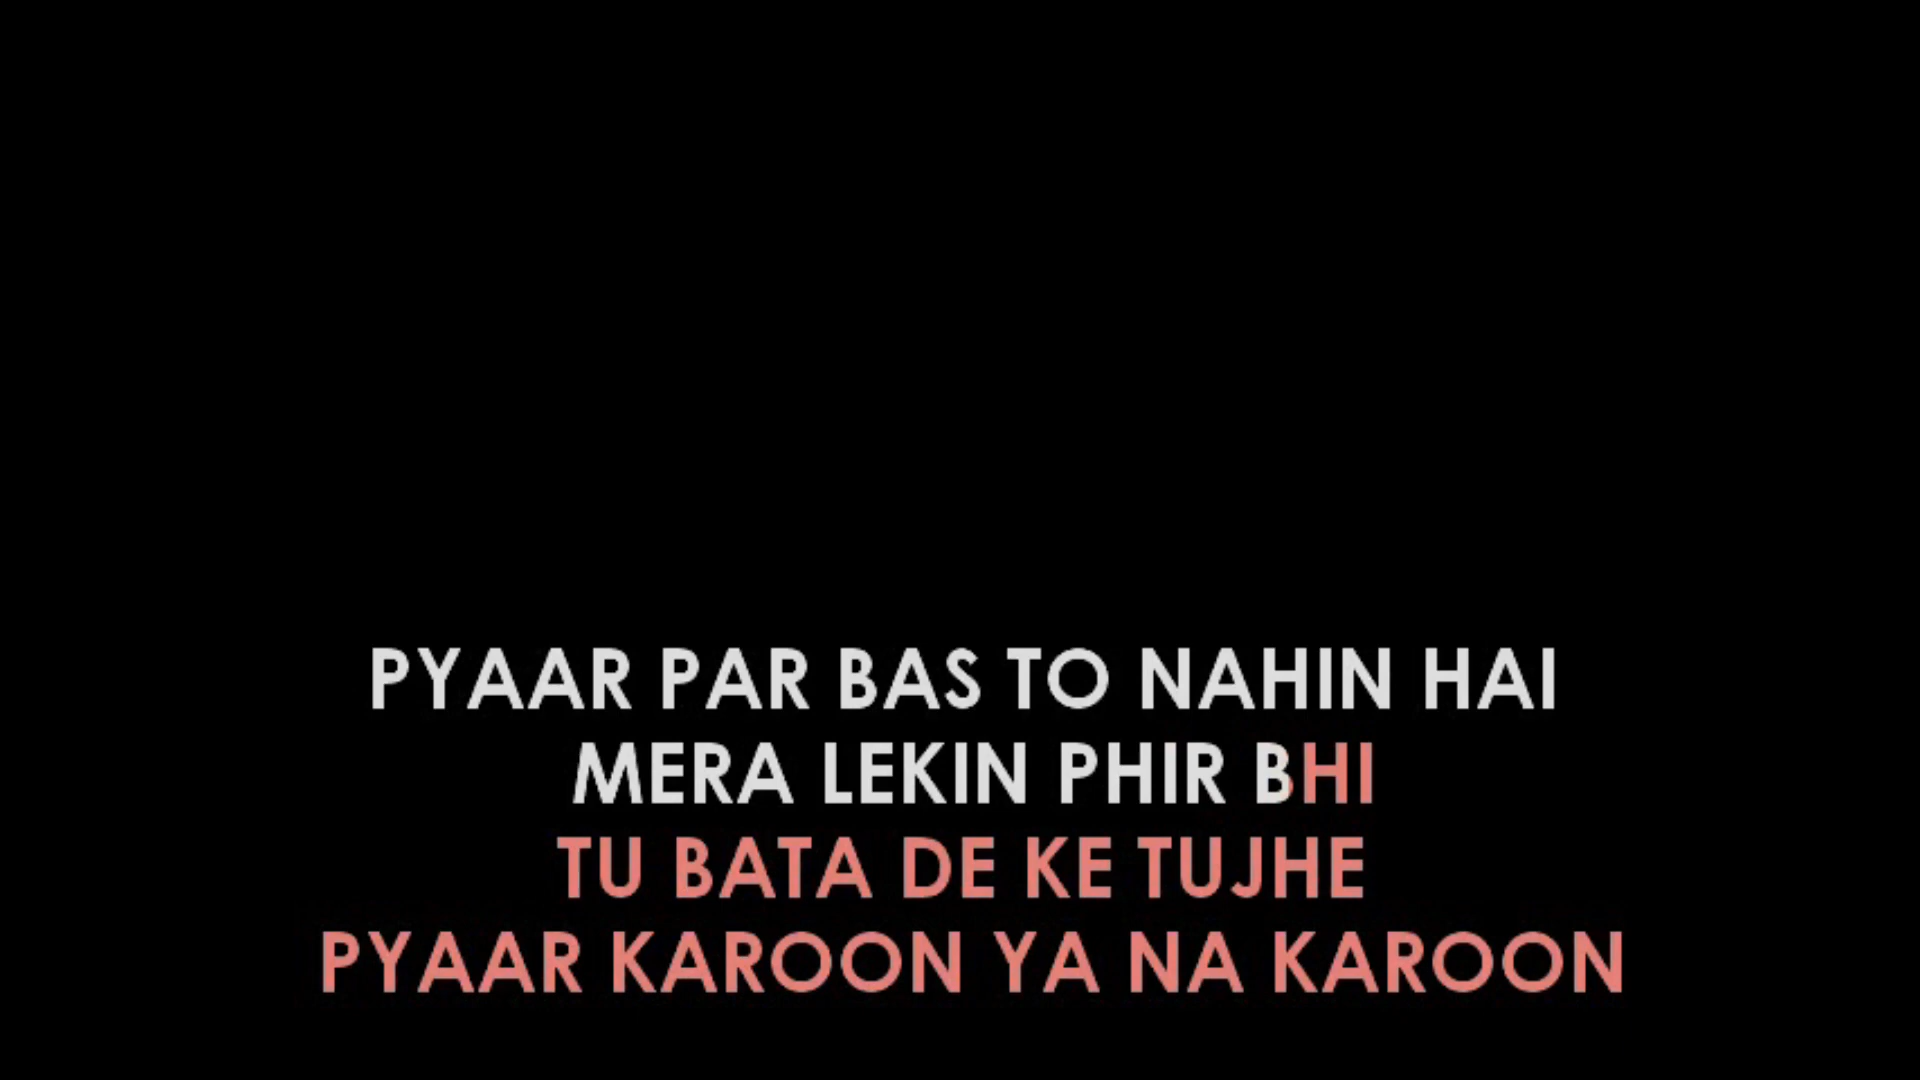 PYAAR PAR BAS TO NAHIN HAI
MERA LEKIN PHIR BHI
TU BATA DE KE TUJHE
PYAAR KAROON YA NA KAROON